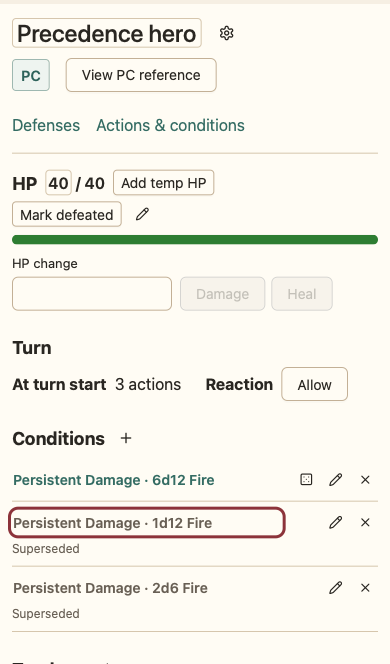 Precedence hero
PC View PC reference
Defenses Actions & conditions
HP 40 / 40 Add temp HP
Mark defeated
HP change
Damage Heal
Turn
At turn start 3 actions Reaction Allow
Conditions +
Persistent Damage · 6d12 Fire
Persistent Damage · 1d12 Fire
Superseded
Persistent Damage · 2d6 Fire
Superseded